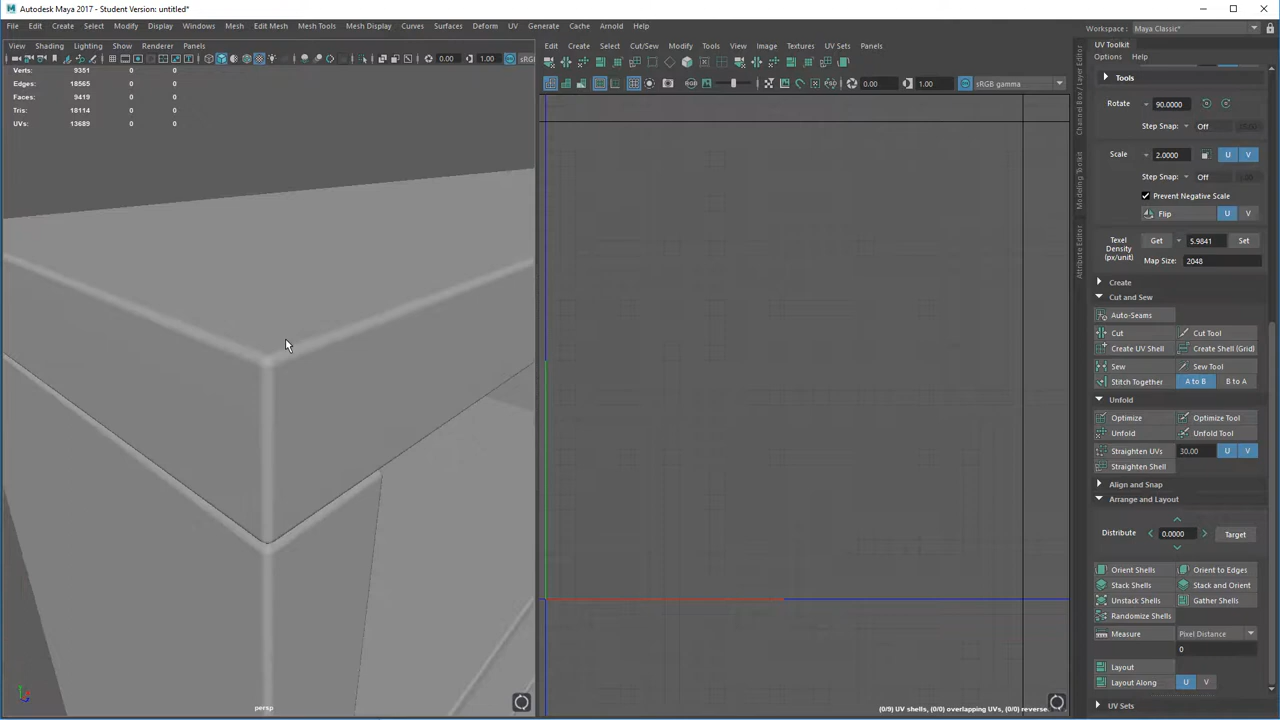 Autodesk Maya 2017 - Student Version: untitled*
File Edit Create Select Modify Display Windows Mesh Edit Mesh Mesh Tools Mesh Display Curves Surfaces Deform UV Generate Cache Arnold Help
Workspace : Maya Classic*
View Shading Lighting Show Renderer Panels
Edit Create Select Cut/Sew Modify Tools View Image Textures UV Sets Panels
UV Toolkit
Options Help
0.00 1.00 sRG
0.00 1.00 sRGB gamma
Verts: 9351 0 0
Edges: 18565 0 0
Faces: 9419 0 0
Tris: 18114 0 0
UVs: 13689 0 0
persp
(0/9) UV shells, (0/0) overlapping UVs, (0/0) reverse
Channel Box / Layer Editor
Modeling Toolkit
Attribute Editor
Tools
Rotate 90.0000
Step Snap: Off
Scale 2.0000 U V
Step Snap: Off
Prevent Negative Scale
Flip U V
Texel Density (px/unit) Get 5.9841 Set
Map Size: 2048
Create
Cut and Sew
Auto-Seams
Cut Cut Tool
Create UV Shell Create Shell (Grid)
Sew Sew Tool
Stitch Together A to B B to A
Unfold
Optimize Optimize Tool
Unfold Unfold Tool
Straighten UVs 30.00 U V
Straighten Shell
Align and Snap
Arrange and Layout
Distribute 0.0000 Target
Orient Shells Orient to Edges
Stack Shells Stack and Orient
Unstack Shells Gather Shells
Randomize Shells
Measure Pixel Distance
0
Layout
Layout Along U V
UV Sets